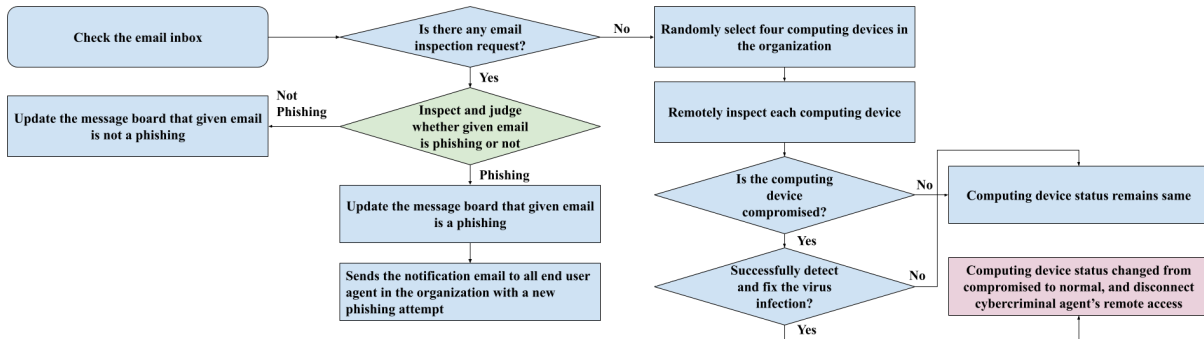 Check the email inbox
Is there any email
inspection request?
No
Randomly select four computing devices in
the organization
Yes
Remotely inspect each computing device
Not
Phishing
Update the message board that given email
is not a phishing
Inspect and judge
whether given email
is phishing or not
Phishing
Is the computing
device
compromised?
No
Computing device status remains same
Update the message board that given email
is a phishing
Yes
Sends the notification email to all end user
agent in the organization with a new
phishing attempt
Successfully detect
and fix the virus
infection?
No
Computing device status changed from
compromised to normal, and disconnect
cybercriminal agent's remote access
Yes